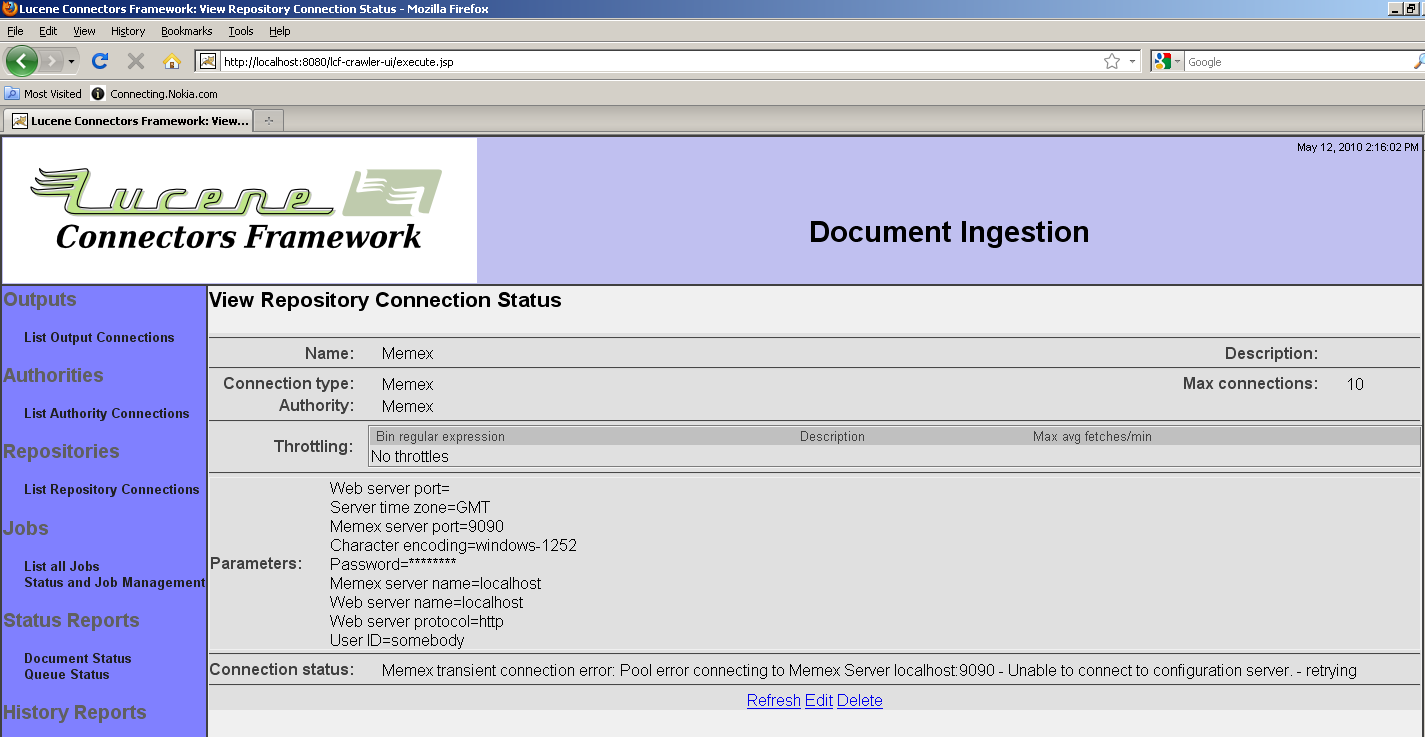 Lucene Connectors Framework: View Repository Connection Status - Mozilla Firefox
File Edit View History Bookmarks Tools Help
http://localhost:8080/lcf-crawler-ui/execute.jsp
Google
Most Visited Connecting.Nokia.com
Lucene Connectors Framework: View...
May 12, 2010 2:16:02 PM
Lucene
Connectors Framework
Document Ingestion
Outputs
List Output Connections
Authorities
List Authority Connections
Repositories
List Repository Connections
Jobs
List all Jobs
Status and Job Management
Status Reports
Document Status
Queue Status
History Reports
View Repository Connection Status
Name: Memex Description:
Connection type: Memex Max connections: 10
Authority: Memex
Throttling:
Bin regular expression Description Max avg fetches/min
No throttles
Parameters:
Web server port=
Server time zone=GMT
Memex server port=9090
Character encoding=windows-1252
Password=********
Memex server name=localhost
Web server name=localhost
Web server protocol=http
User ID=somebody
Connection status: Memex transient connection error: Pool error connecting to Memex Server localhost:9090 - Unable to connect to configuration server. - retrying
Refresh Edit Delete